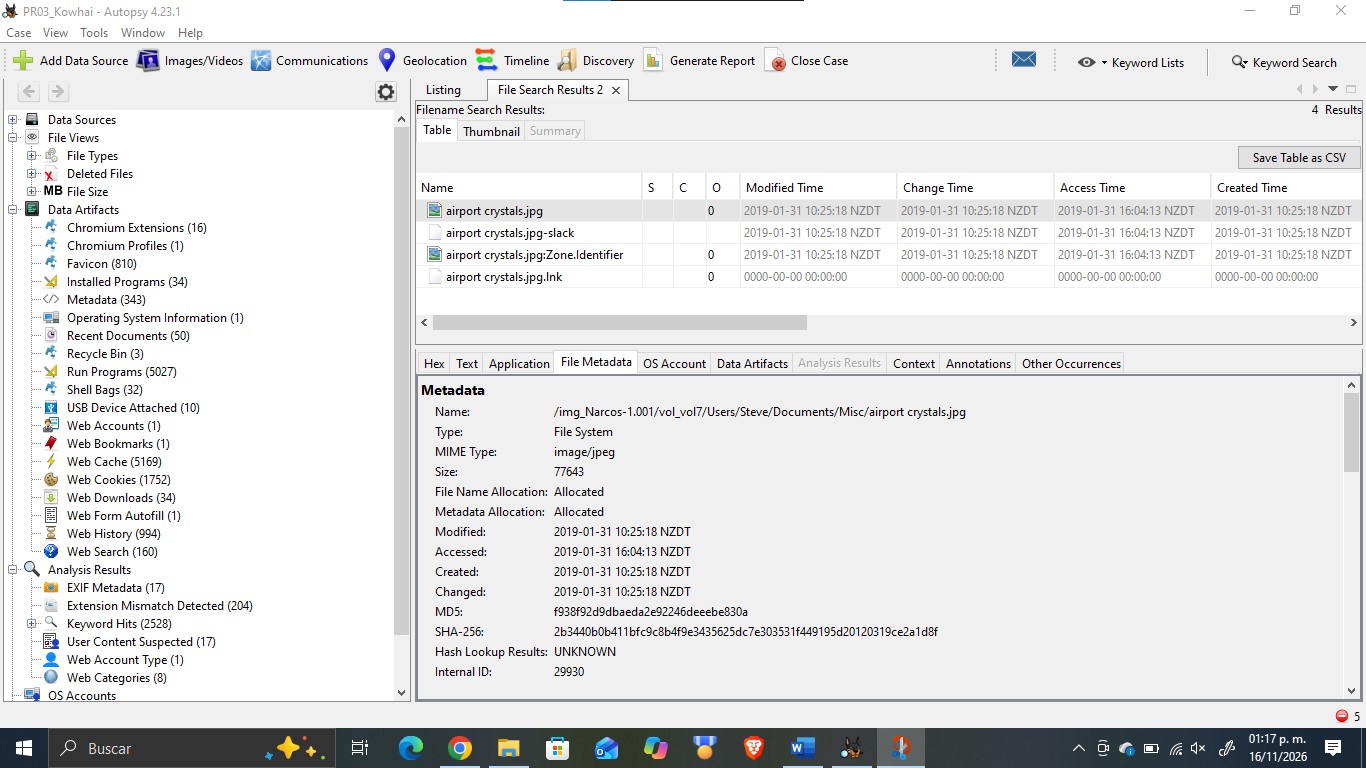 PR03_Kowhai - Autopsy 4.23.1
Case View Tools Window Help
Add Data Source Images/Videos Communications Geolocation Timeline Discovery Generate Report Close Case Keyword Lists Keyword Search
Data Sources
File Views
File Types
Deleted Files
MB File Size
Data Artifacts
Chromium Extensions (16)
Chromium Profiles (1)
Favicon (810)
Installed Programs (34)
Metadata (343)
Operating System Information (1)
Recent Documents (50)
Recycle Bin (3)
Run Programs (5027)
Shell Bags (32)
USB Device Attached (10)
Web Accounts (1)
Web Bookmarks (1)
Web Cache (5169)
Web Cookies (1752)
Web Downloads (34)
Web Form Autofill (1)
Web History (994)
Web Search (160)
Analysis Results
EXIF Metadata (17)
Extension Mismatch Detected (204)
Keyword Hits (2528)
User Content Suspected (17)
Web Account Type (1)
Web Categories (8)
OS Accounts
Listing File Search Results 2
Filename Search Results: 4 Results
Table Thumbnail Summary
Save Table as CSV
Name S C O Modified Time Change Time Access Time Created Time
airport crystals.jpg 0 2019-01-31 10:25:18 NZDT 2019-01-31 10:25:18 NZDT 2019-01-31 16:04:13 NZDT 2019-01-31 10:25:18 NZDT
airport crystals.jpg-slack 2019-01-31 10:25:18 NZDT 2019-01-31 10:25:18 NZDT 2019-01-31 16:04:13 NZDT 2019-01-31 10:25:18 NZDT
airport crystals.jpg:Zone.Identifier 0 2019-01-31 10:25:18 NZDT 2019-01-31 10:25:18 NZDT 2019-01-31 16:04:13 NZDT 2019-01-31 10:25:18 NZDT
airport crystals.jpg.lnk 0 0000-00-00 00:00:00 0000-00-00 00:00:00 0000-00-00 00:00:00 0000-00-00 00:00:00
Hex Text Application File Metadata OS Account Data Artifacts Analysis Results Context Annotations Other Occurrences
Metadata
Name: /img_Narcos-1.001/vol_vol7/Users/Steve/Documents/Misc/airport crystals.jpg
Type: File System
MIME Type: image/jpeg
Size: 77643
File Name Allocation: Allocated
Metadata Allocation: Allocated
Modified: 2019-01-31 10:25:18 NZDT
Accessed: 2019-01-31 16:04:13 NZDT
Created: 2019-01-31 10:25:18 NZDT
Changed: 2019-01-31 10:25:18 NZDT
MD5: f938f92d9dbaeda2e92246deeebe830a
SHA-256: 2b3440b0b411bfc9c8b4f9e3435625dc7e303531f449195d20120319ce2a1d8f
Hash Lookup Results: UNKNOWN
Internal ID: 29930
5
Buscar
01:17 p. m.
16/11/2026